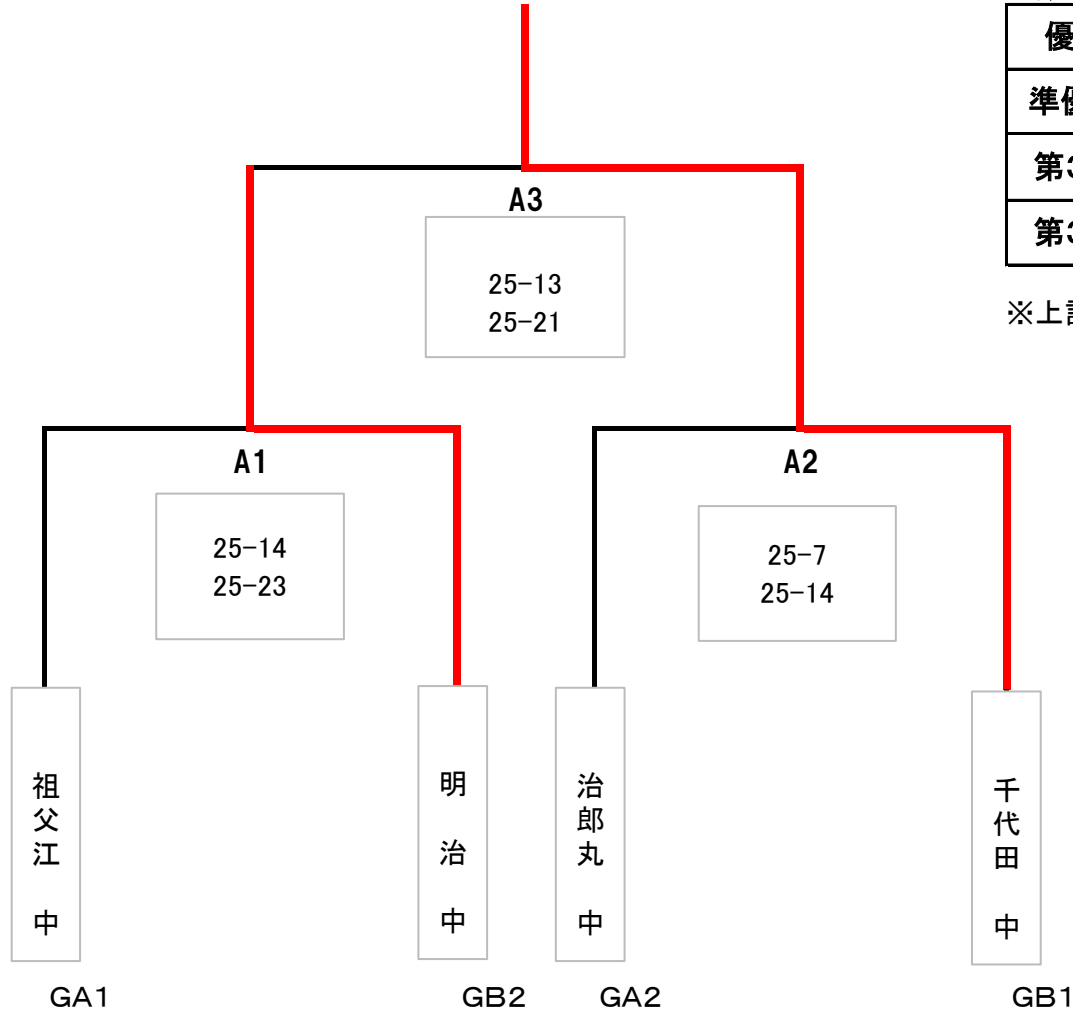 優
準優
第3
第3
※上記
A3
25-13
25-21
A1
25-14
25-23
A2
25-7
25-14
祖父江 中
明 治 中
治郎丸 中
千代田 中
GA1
GB2
GA2
GB1